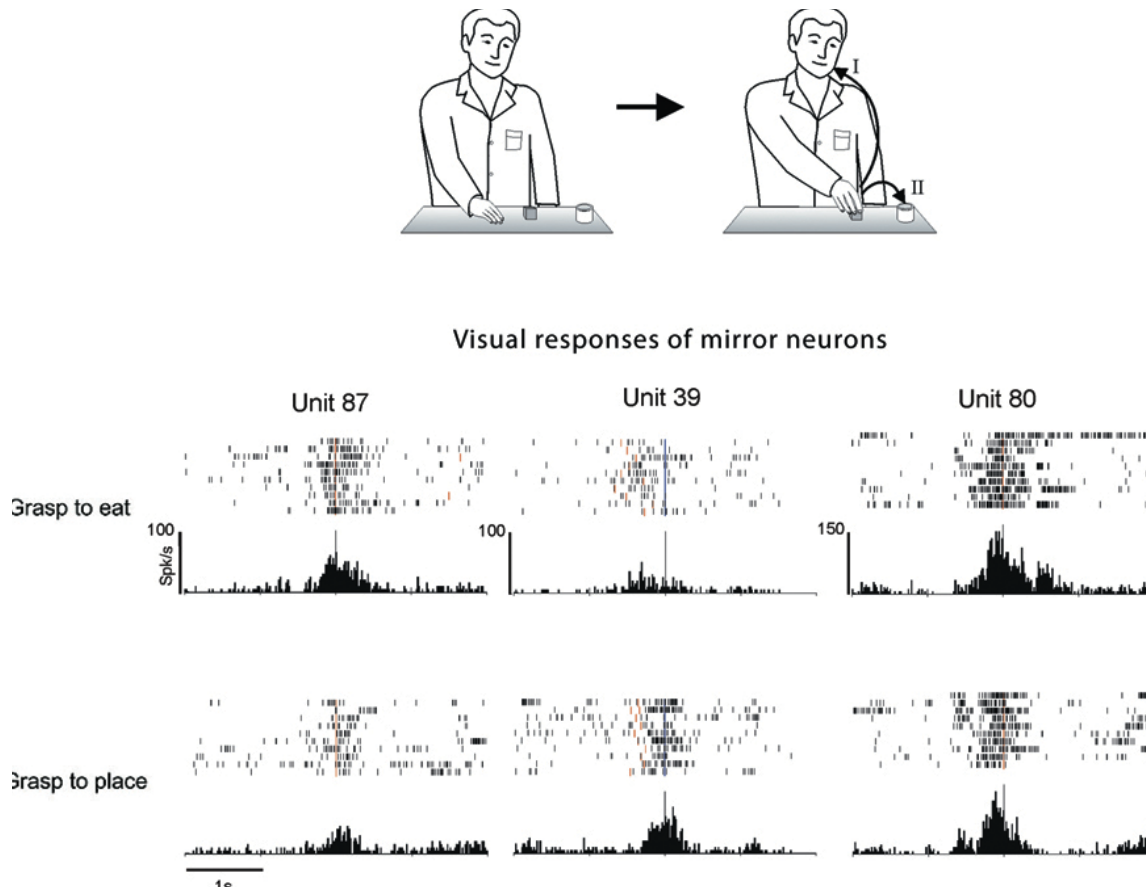 I
II
Visual responses of mirror neurons
Unit 87
Unit 39
Unit 80
Grasp to eat
100
Spk/s
100
150
Grasp to place
1s